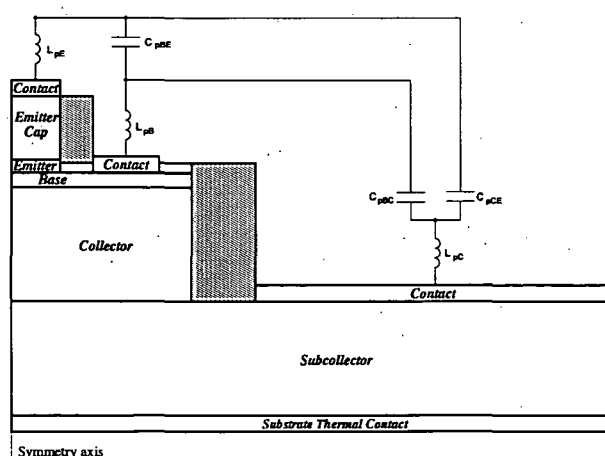 L pE
C pBE
Contact
Emitter
Cap
L pB
Emitter
Contact
Base
C pBC
C pCE
Collector
L pC
Contact
Subcollector
Substrate Thermal Contact
Symmetry axis